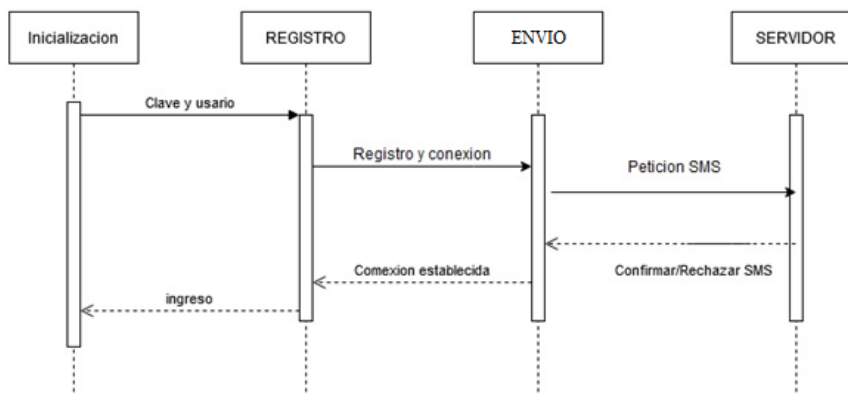 Inicializacion
REGISTRO
ENVIO
SERVIDOR
Clave y usario
Registro y conexion
Peticion SMS
Confirmar/Rechazar SMS
Comexion establecida
ingreso